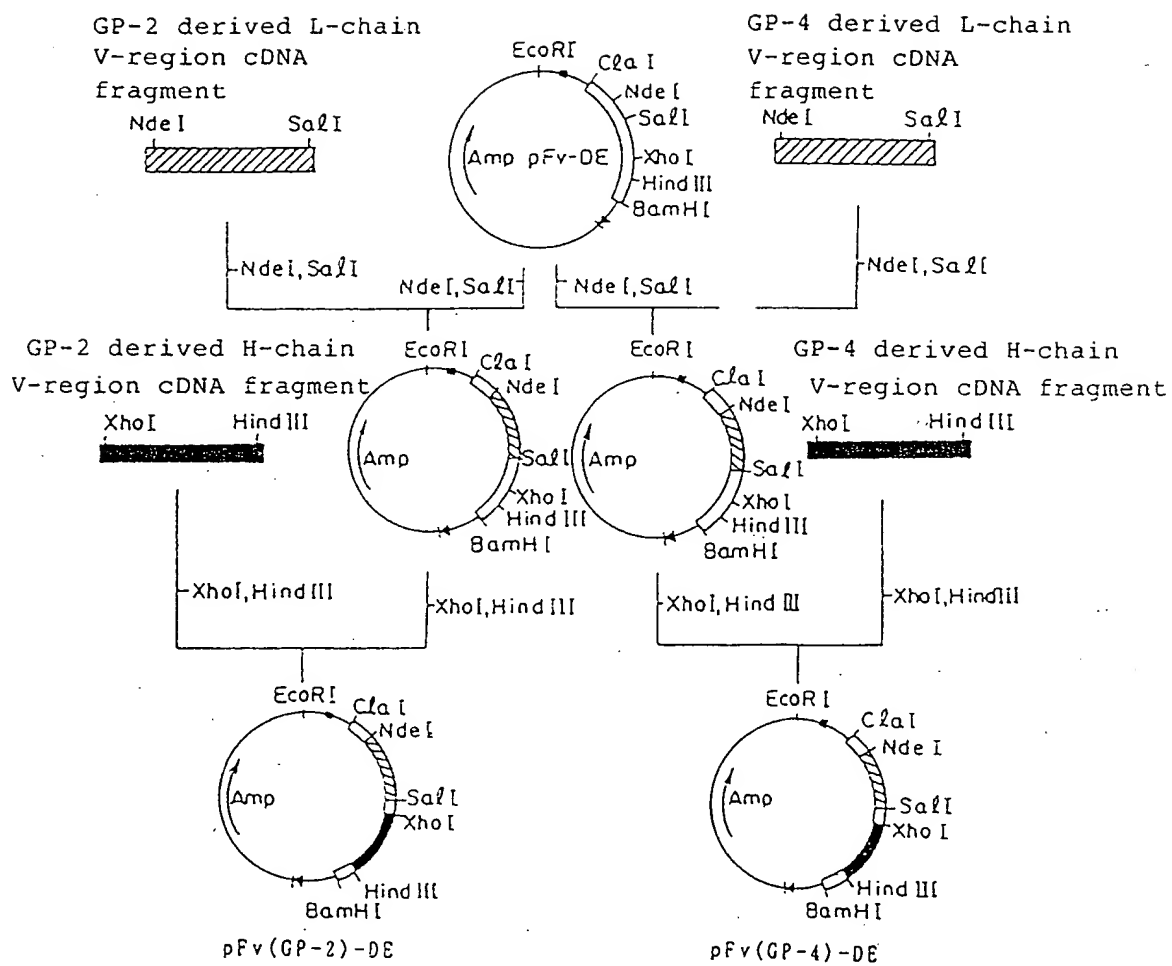 GP-2 derived L-chain
V-region cDNA
fragment
NdeI SalI
EcoRI
ClaI
NdeI
SalI
XhoI
HindIII
BamHI
Amp pFv-DE
GP-4 derived L-chain
V-region cDNA
fragment
NdeI SalI
NdeI,SalI
NdeI,SalI
NdeI,SalI
NdeI,SalI
GP-2 derived H-chain
V-region cDNA fragment
XhoI HindIII
EcoRI
ClaI
NdeI
Amp
SalI
XhoI
HindIII
BamHI
EcoRI
ClaI
NdeI
Amp
SalI
XhoI
HindIII
BamHI
GP-4 derived H-chain
V-region cDNA fragment
XhoI HindIII
XhoI,HindIII
XhoI,HindIII
XhoI,HindIII
XhoI,HindIII
EcoRI
ClaI
NdeI
Amp
SalI
XhoI
HindIII
BamHI
pFv(GP-2)-DE
EcoRI
ClaI
NdeI
Amp
SalI
XhoI
HindIII
BamHI
pFv(GP-4)-DE